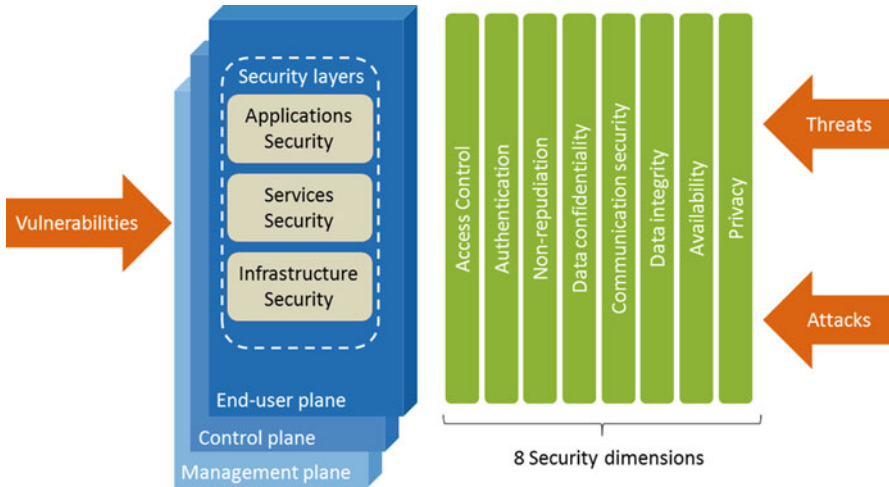 Vulnerabilities
Security layers
Applications
Security
Services
Security
Infrastructure
Security
End-user plane
Control plane
Management plane
Access Control
Authentication
Non-repudiation
Data confidentiality
Communication security
Data integrity
Availability
Privacy
8 Security dimensions
Threats
Attacks